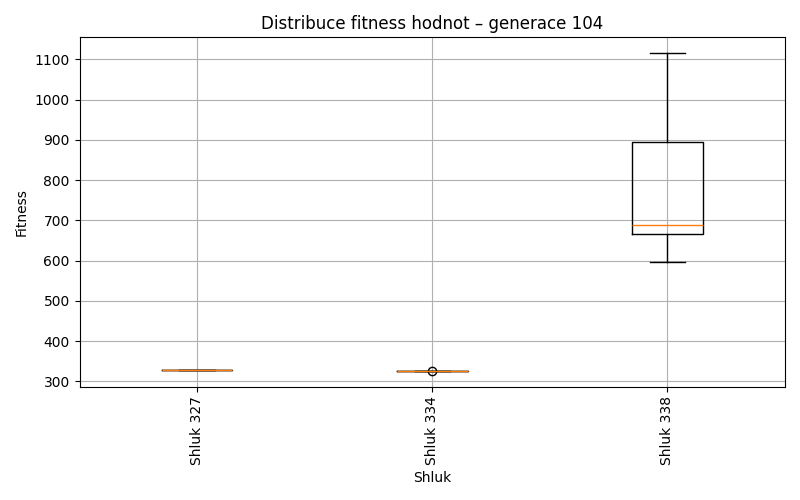 Distribuce fitness hodnot – generace 104
Fitness
1100
1000
900
800
700
600
500
400
300
Shluk 327
Shluk 334
Shluk 338
Shluk